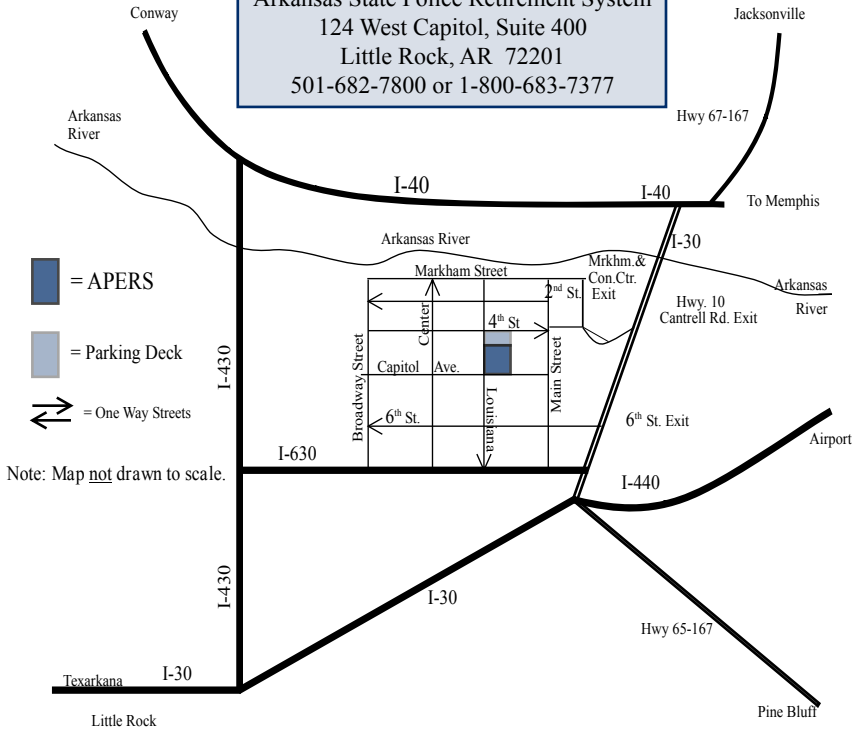 Arkansas State Police Retirement System
124 West Capitol, Suite 400
Little Rock, AR 72201
501-682-7800 or 1-800-683-7377
Conway
Jacksonville
Arkansas
River
Hwy 67-167
I-40
I-40
To Memphis
Arkansas River
I-30
Markham Street
Mrkhm.&
Con.Ctr.
Exit
2nd St.
Arkansas
River
= APERS
Hwy. 10
Cantrell Rd. Exit
4th St
Center
= Parking Deck
I-430
Broadway Street
Capitol Ave.
Main Street
Louisiana
= One Way Streets
6th St.
6th St. Exit
Airport
I-630
Note: Map not drawn to scale.
I-440
I-430
I-30
Hwy 65-167
Texarkana
I-30
Little Rock
Pine Bluff